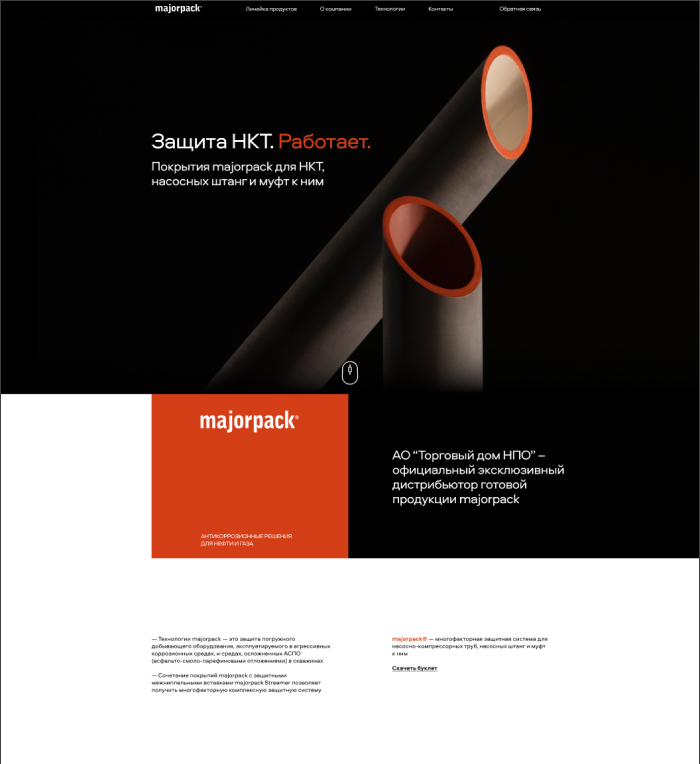 majorpack®
Линейка продуктов
О компании
Технологии
Контакты
Обратная связь
Защита НКТ. Работает.
Покрытия majorpack для НКТ,
насосных штанг и муфт к ним
majorpack®
АНТИКОРРОЗИОННЫЕ РЕШЕНИЯ
ДЛЯ НЕФТИ И ГАЗА.
АО “Торговый дом НПО” –
официальный эксклюзивный
дистрибьютор готовой
продукции majorpack
— Технологии majorpack — это защита погружного
добывающего оборудования, эксплуатируемого в агрессивных
коррозионных средах, и средах, осложненных АСПО
(асфальто-смоло-парафиновыми отложениями) в скважинах
— Сочетание покрытий majorpack с защитными
межниппельными вставками majorpack Streamer позволяет
получить многофакторную комплексную защитную систему
majorpack® — многофакторная защитная система для
насосно-компрессорных труб, насосных штанг и муфт
к ним
Скачать буклет